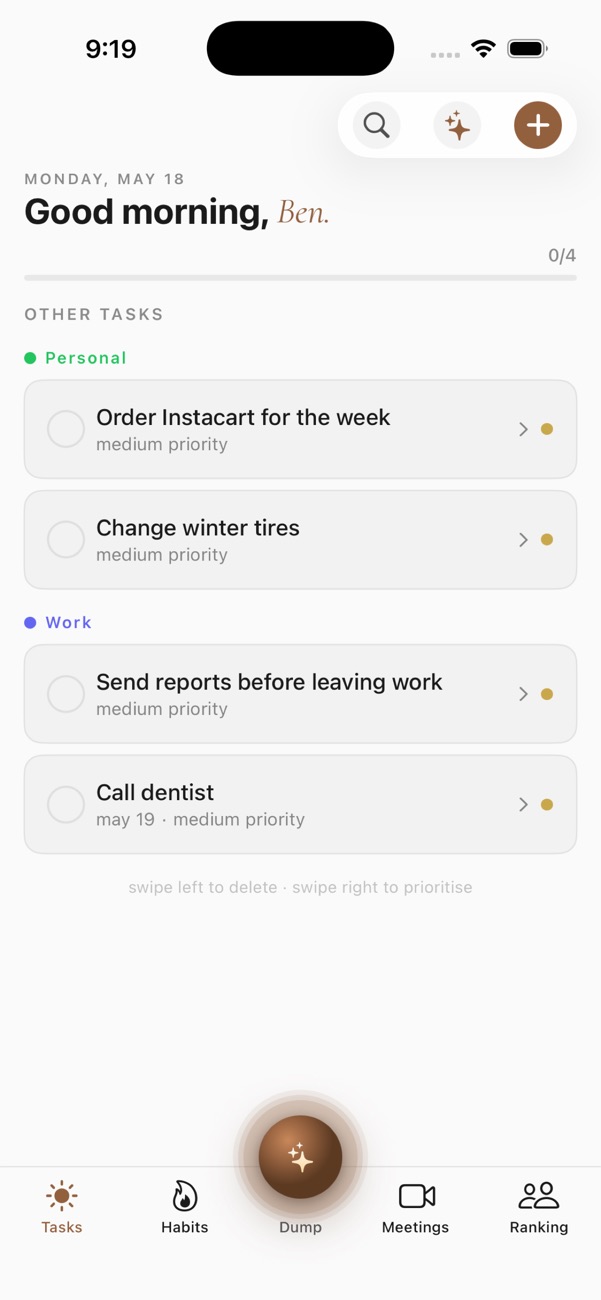 9:19
MONDAY, MAY 18
Good morning, Ben.
0/4
OTHER TASKS
Personal
Order Instacart for the week
medium priority
Change winter tires
medium priority
Work
Send reports before leaving work
medium priority
Call dentist
may 19 · medium priority
swipe left to delete · swipe right to prioritise
Tasks Habits Dump Meetings Ranking